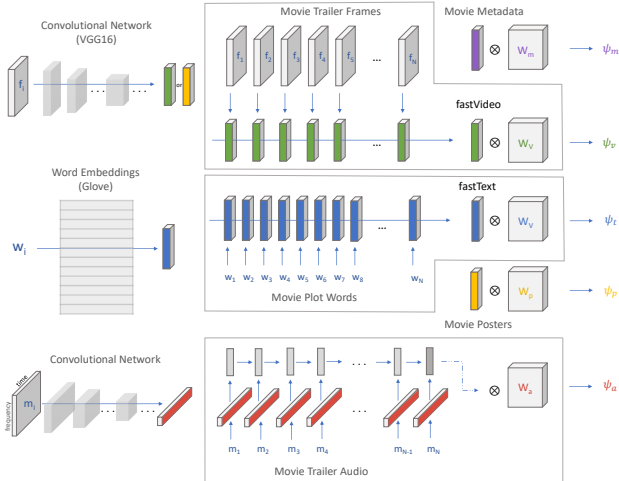 Convolutional Network
(VGG16)
Movie Trailer Frames
Movie Metadata
f_i
. . .
. . .
or
f_1
f_2
f_3
f_4
f_5
...
f_N
⊗
W_m
ψ_m
fastVideo
...
⊗
W_v
ψ_v
Word Embeddings
(Glove)
fastText
w_i
...
⊗
W_v
ψ_t
w_1
w_2
w_3
w_4
w_5
w_6
w_7
w_8
w_N
Movie Plot Words
⊗
W_p
ψ_p
Movie Posters
Convolutional Network
time
frequency
m_i
. . .
. . .
. . .
. . .
⊗
W_a
ψ_a
m_1
m_2
m_3
m_4
m_N-1
m_N
Movie Trailer Audio